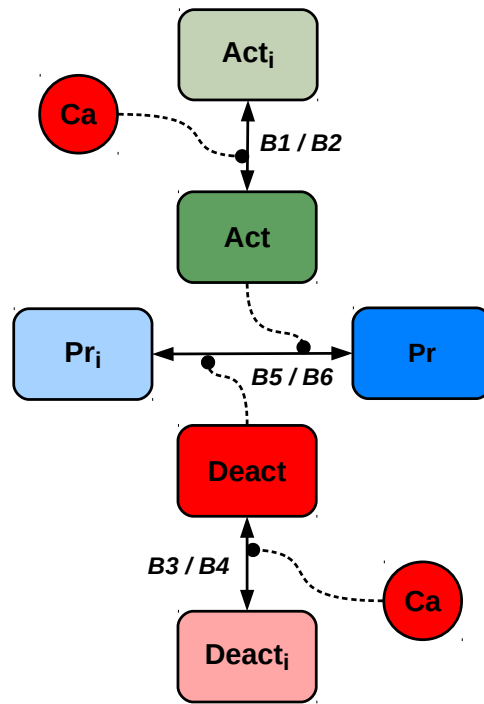 Actᵢ
Ca
B1 / B2
Act
Prᵢ
Pr
B5 / B6
Deact
B3 / B4
Ca
Deactᵢ